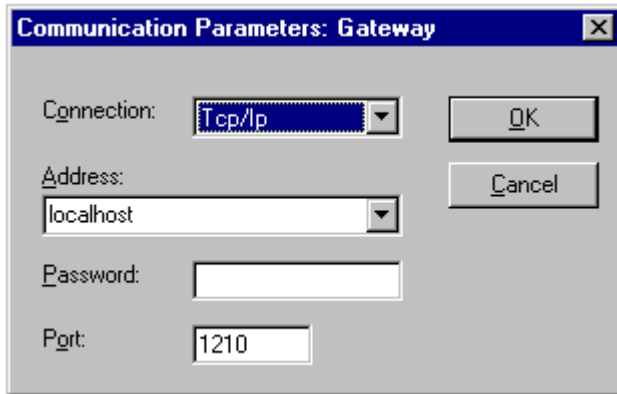 Communication Parameters: Gateway
Connection: Tcp/Ip OK
Address: Cancel
localhost
Password:
Port: 1210